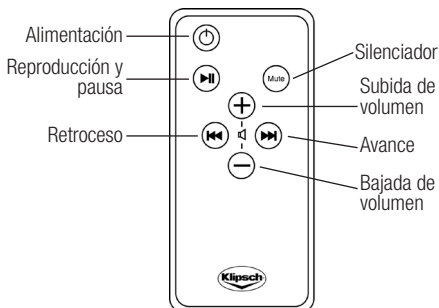 Alimentación
Reproducción y
pausa
Retroceso
Mute
Klipsch
Silenciador
Subida de
volumen
Avance
Bajada de
volumen